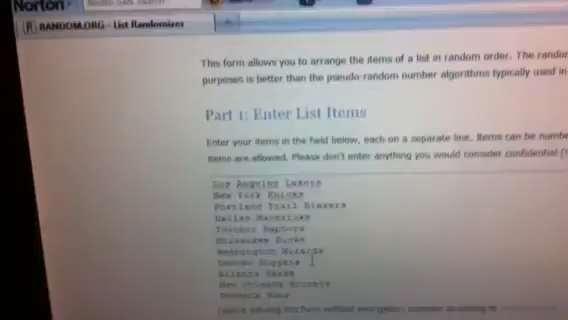 Norton
RANDOM.ORG - List Randomizer
This form allows you to arrange the items of a list in random order. The
purposes is better than the pseudo-random number algorithms typically used in
Part 1: Enter List Items
Enter your items in the field below, each on a separate line. Items can be
items are allowed. Please don't enter anything you would consider confidential
Los Angeles Lakers
New York Knicks
Portland Trail Blazers
Dallas Mavericks
Toronto Raptors
Milwaukee Bucks
Washington Wizards
Denver Nuggets
Atlanta Hawks
New Orleans Hornets
Phoenix Suns